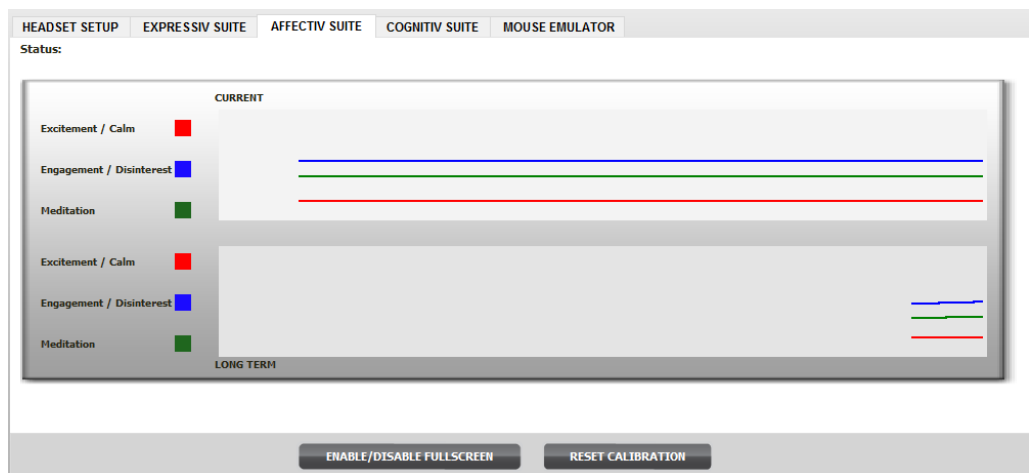 HEADSET SETUP EXPRESSIV SUITE AFFECTIV SUITE COGNITIV SUITE MOUSE EMULATOR
Status:
CURRENT
Excitement / Calm
Engagement / Disinterest
Meditation
Excitement / Calm
Engagement / Disinterest
Meditation
LONG TERM
ENABLE/DISABLE FULLSCREEN RESET CALIBRATION